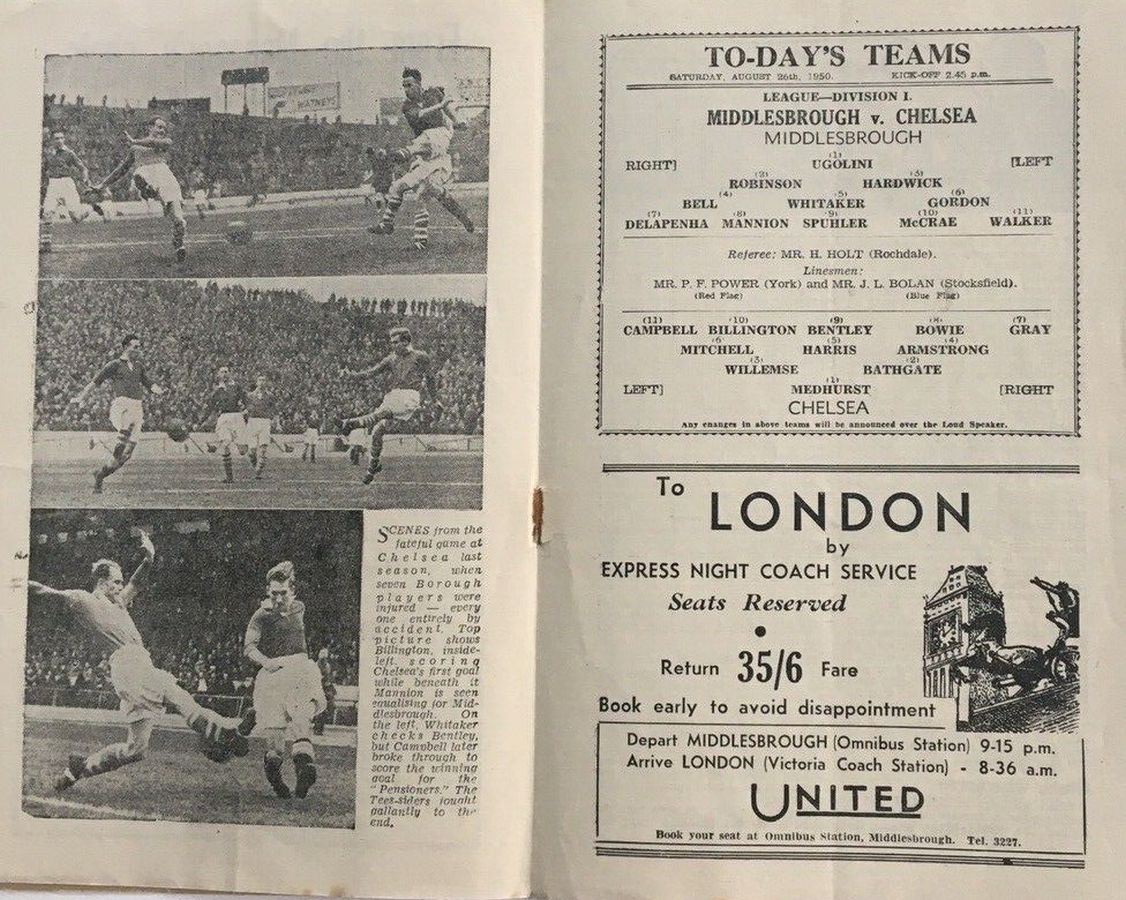 WATNEYS
SCENES from the
fateful game at
Chelsea last
season, when
seven Borough
players were
injured — every
one entirely by
accident. Top
picture shows
Billington, inside-
left, scoring
Chelsea's first goal
while beneath it
Mannion is seen
equalising for Mid-
dlesbrough. On
the left, Whitaker
checks Bentley,
but Campbell later
broke through to
score the winning
goal for the
"Pensioners." The
Tees-siders fought
gallantly to the
end.
TO-DAY'S TEAMS
SATURDAY, AUGUST 26th, 1950. KICK-OFF 2.45 p.m.
LEAGUE—DIVISION I.
MIDDLESBROUGH v. CHELSEA
MIDDLESBROUGH
(1)
RIGHT] UGOLINI [LEFT
(2) (3)
ROBINSON HARDWICK
(4) (5) (6)
BELL WHITAKER GORDON
(7) (8) (9) (10) (11)
DELAPENHA MANNION SPUHLER McCRAE WALKER
Referee: MR. H. HOLT (Rochdale).
Linesmen:
MR. P. F. POWER (York) and MR. J. L. BOLAN (Stocksfield).
(Red Flag) (Blue Flag)
(11) (10) (9) (8) (7)
CAMPBELL BILLINGTON BENTLEY BOWIE GRAY
(6) (5) (4)
MITCHELL HARRIS ARMSTRONG
(3) (2)
WILLEMSE BATHGATE
(1)
LEFT] MEDHURST [RIGHT
CHELSEA
Any changes in above teams will be announced over the Loud Speaker.
To
LONDON
by
EXPRESS NIGHT COACH SERVICE
Seats Reserved
•
Return 35/6 Fare
Book early to avoid disappointment
Depart MIDDLESBROUGH (Omnibus Station) 9-15 p.m.
Arrive LONDON (Victoria Coach Station) - 8-36 a.m.
UNITED
Book your seat at Omnibus Station, Middlesbrough. Tel. 3227.